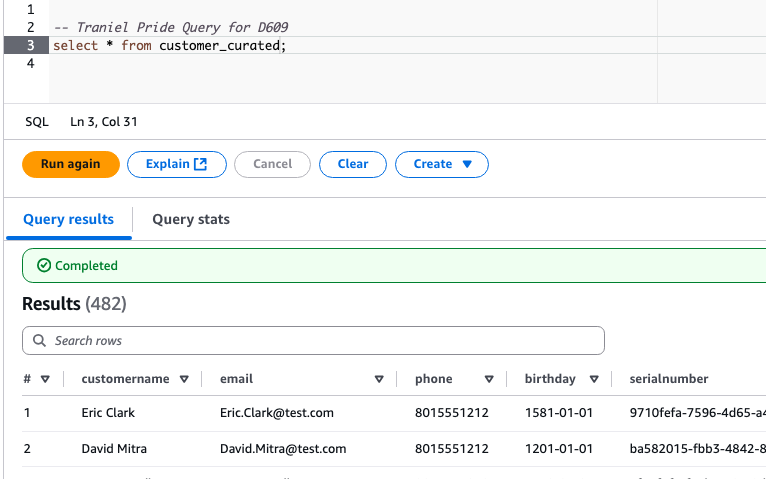 1
2 -- Traniel Pride Query for D609
3 select * from customer_curated;
4
SQL Ln 3, Col 31
Run again Explain Cancel Clear Create
Query results Query stats
Completed
Results (482)
Search rows
# customername email phone birthday serialnumber
1 Eric Clark Eric.Clark@test.com 8015551212 1581-01-01 9710fefa-7596-4d65-a4
2 David Mitra David.Mitra@test.com 8015551212 1201-01-01 ba582015-fbb3-4842-8